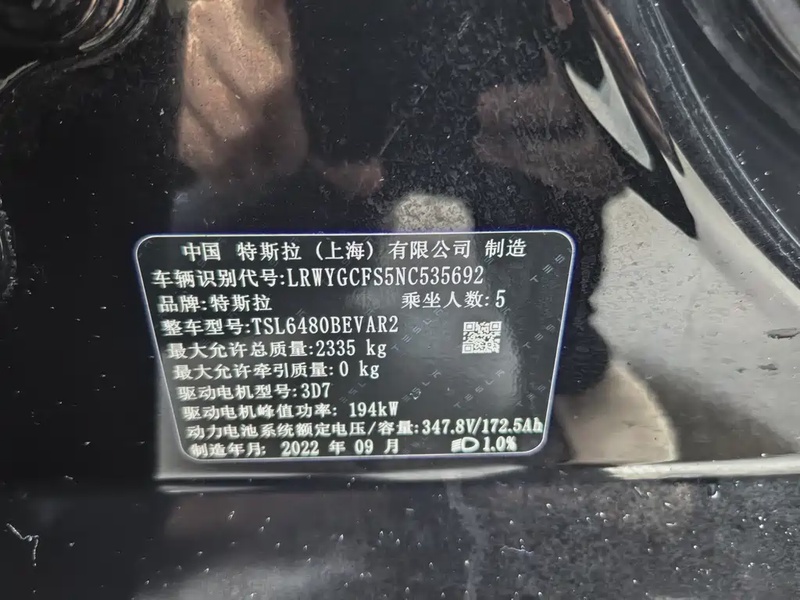 中国 特斯拉 (上海) 有限公司 制造
车辆识别代号:LRWYGCFS5NC535692
品牌:特斯拉 乘坐人数:5
整车型号:TSL6480BEVAR2
最大允许总质量:2335 kg
最大允许牵引质量:0 kg
驱动电机型号:3D7
驱动电机峰值功率: 194kW
动力电池系统额定电压/容量:347.8V/172.5Ah
制造年月: 2022 年 09 月 1.0%